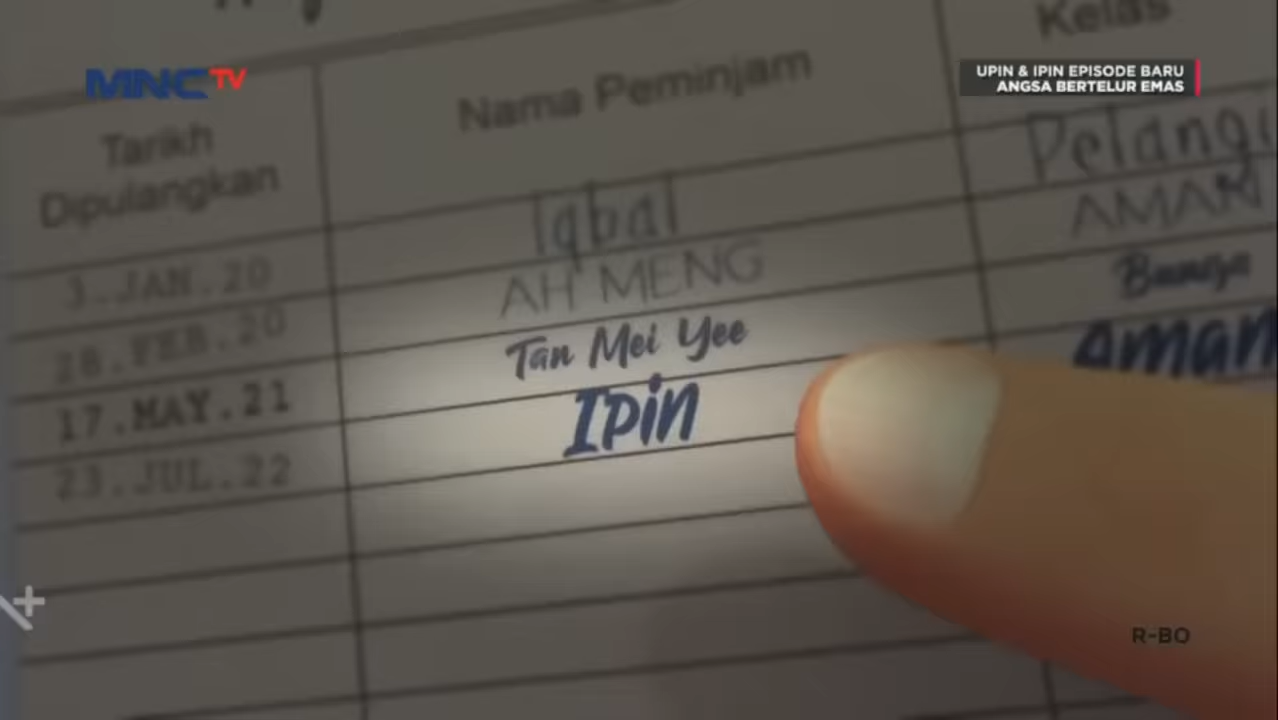 MNCTV
UPIN & IPIN EPISODE BARU
ANGSA BERTELUR EMAS
Tarikh Dipulangkan Nama Peminjam Kelas
3.JAN.20 Iqbal Pelangi
28.FEB.20 AH MENG AMAN
17.MAY.21 Tan Mei Yee Bunga
23.JUL.22 Ipin Aman
R-BO